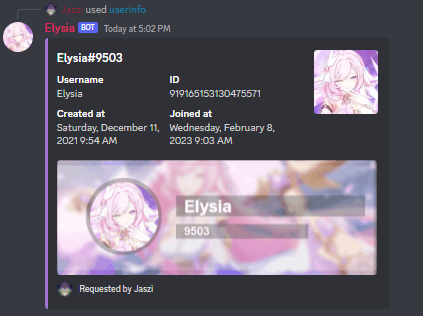 Jaszi used userinfo
Elysia BOT Today at 5:02 PM
Elysia#9503
Username ID
Elysia 919165153130475571
Created at Joined at
Saturday, December 11, Wednesday, February 8,
2021 9:54 AM 2023 9:03 AM
Elysia
9503
Requested by Jaszi